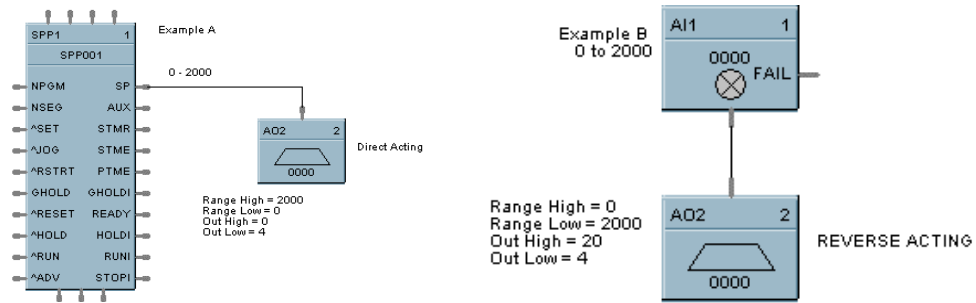 SPP1 1
SPP001
NPGM SP
NSEG AUX
^SET STMR
^JOG STME
^RSTRT PTME
GHOLD GHOLDI
^RESET READY
^HOLD HOLDI
^RUN RUNI
^ADV STOPI
Example A
0 - 2000
AO2 2
0000
Direct Acting
Range High = 2000
Range Low = 0
Out High = 0
Out Low = 4
Example B
0 to 2000
AI1 1
0000
FAIL
Range High = 0
Range Low = 2000
Out High = 20
Out Low = 4
AO2 2
0000
REVERSE ACTING